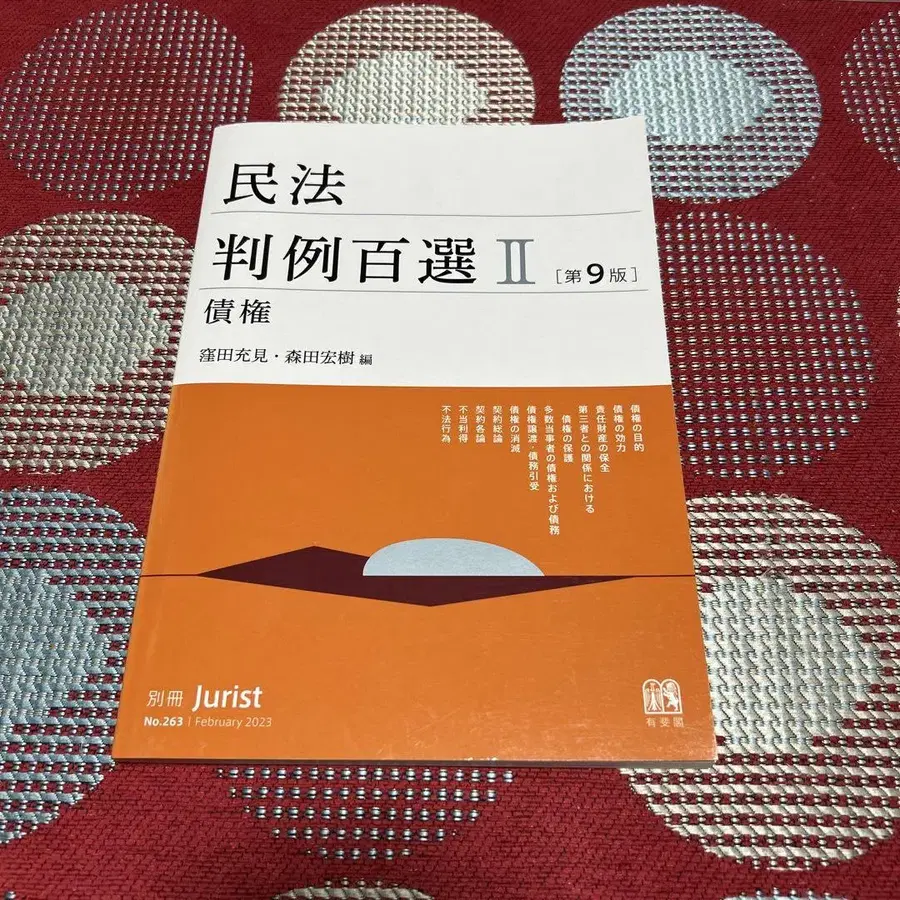 民法
判例百選 Ⅱ [第9版]
債権
窪田充見・森田宏樹 編
債権の目的
債権の効力
責任財産の保全
第三者との関係における
債権の保護
多数当事者の債権および債務
債権譲渡・債務引受
債権の消滅
契約総論
契約各論
不当利得
不法行為
別冊 Jurist
No.263 | February 2023
有斐閣